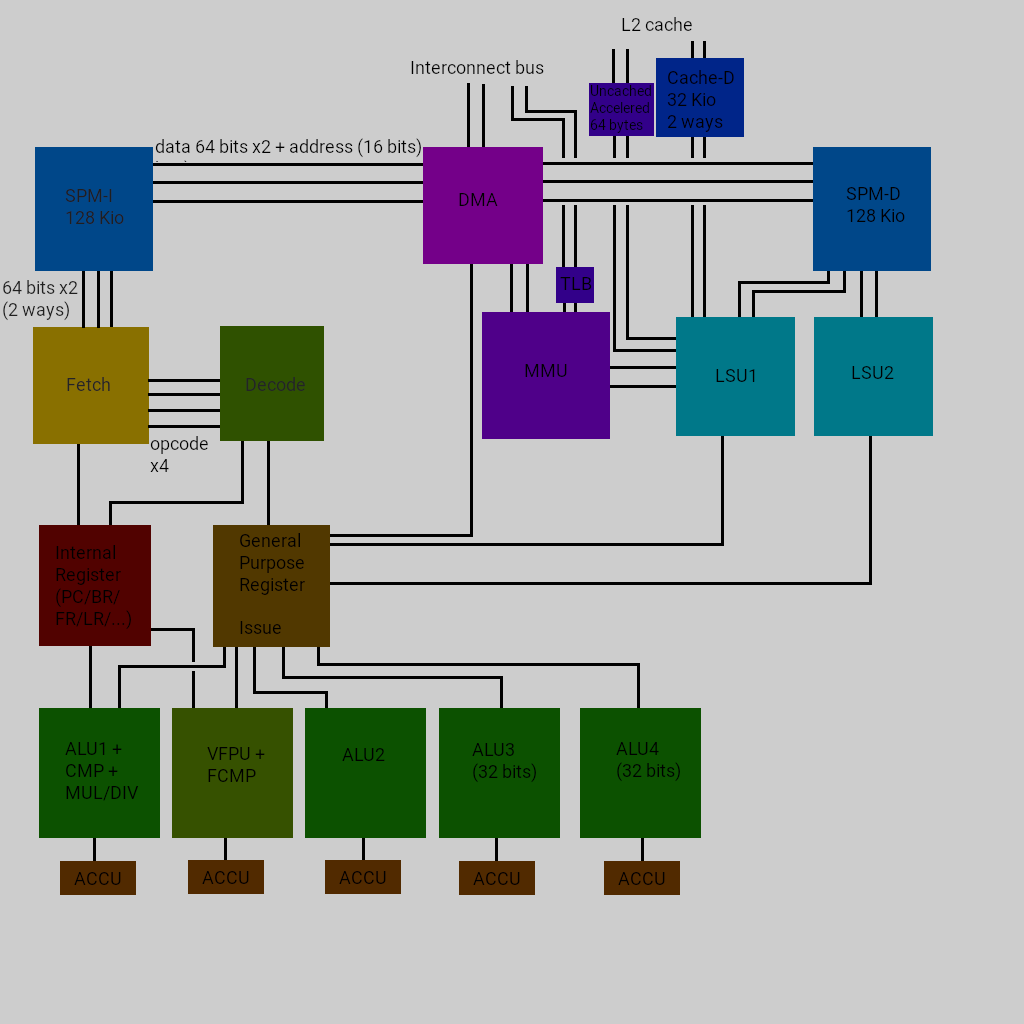 L2 cache
Interconnect bus
Uncached
Accelered
64 bytes
Cache-D
32 Kio
2 ways
data 64 bits x2 + address (16 bits)
SPM-I
128 Kio
DMA
SPM-D
128 Kio
64 bits x2
(2 ways)
TLB
Fetch
Decode
MMU
LSU1
LSU2
opcode
x4
Internal
Register
(PC/BR/
FR/LR/...)
General
Purpose
Register
Issue
ALU1 +
CMP +
MUL/DIV
VFPU +
FCMP
ALU2
ALU3
(32 bits)
ALU4
(32 bits)
ACCU
ACCU
ACCU
ACCU
ACCU